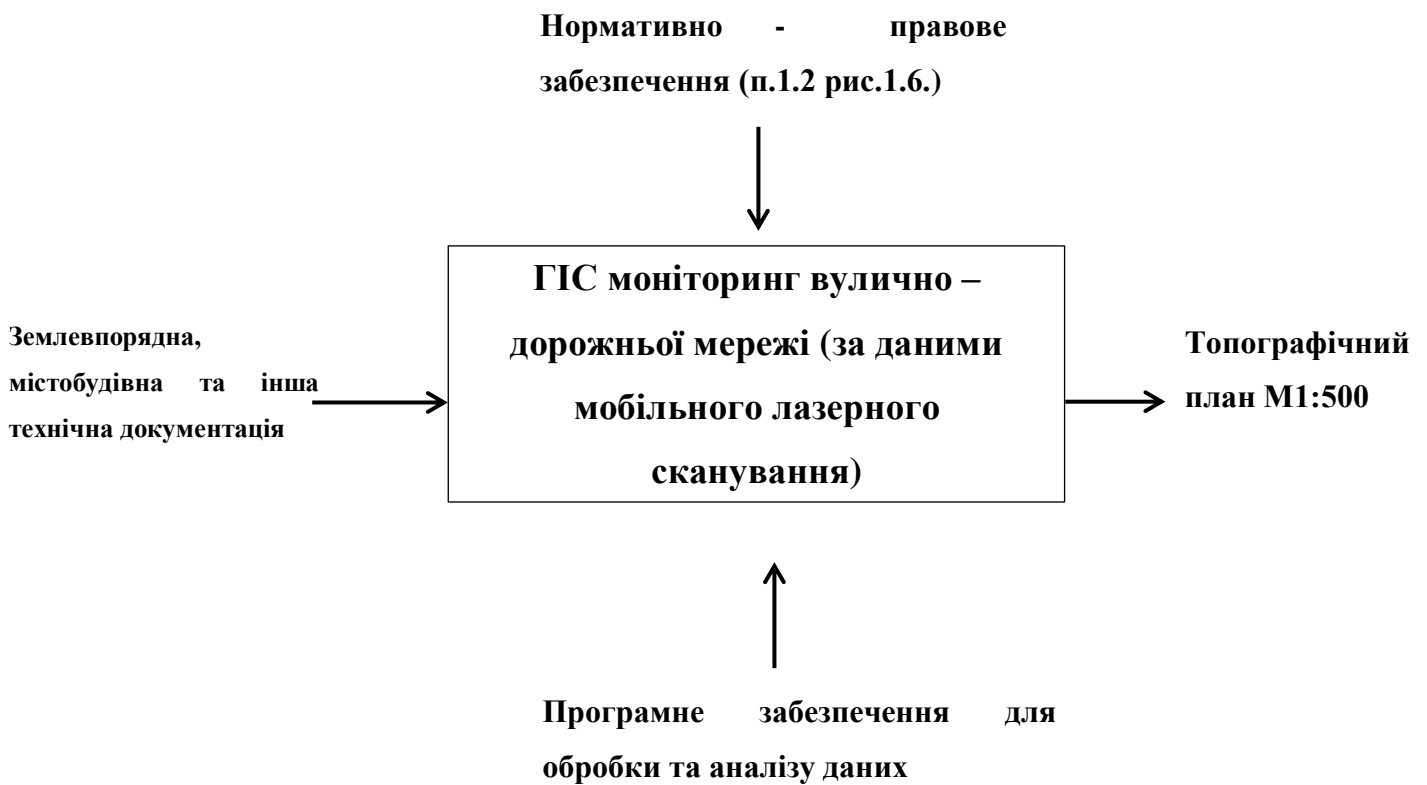 Нормативно - правове
забезпечення (п.1.2 рис.1.6.)
ГІС моніторинг вулично –
дорожньої мережі (за даними
мобільного лазерного
сканування)
Землевпорядна,
містобудівна та інша
технічна документація
Топографічний
план М1:500
Програмне забезпечення для
обробки та аналізу даних